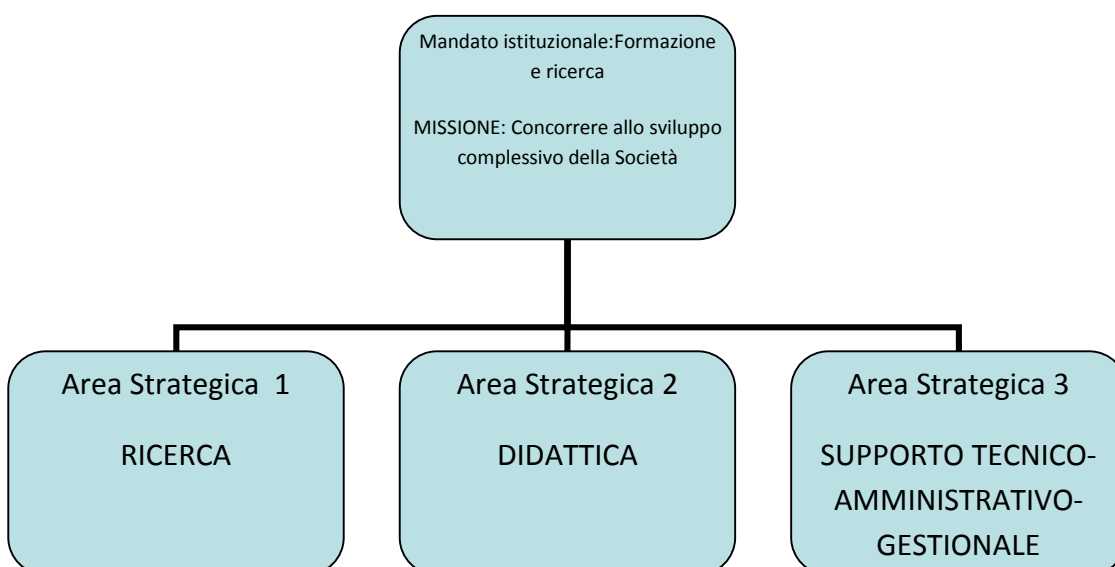 Mandato istituzionale:Formazione
e ricerca
MISSIONE: Concorrere allo sviluppo
complessivo della Società
Area Strategica 1
RICERCA
Area Strategica 2
DIDATTICA
Area Strategica 3
SUPPORTO TECNICO-
AMMINISTRATIVO-
GESTIONALE